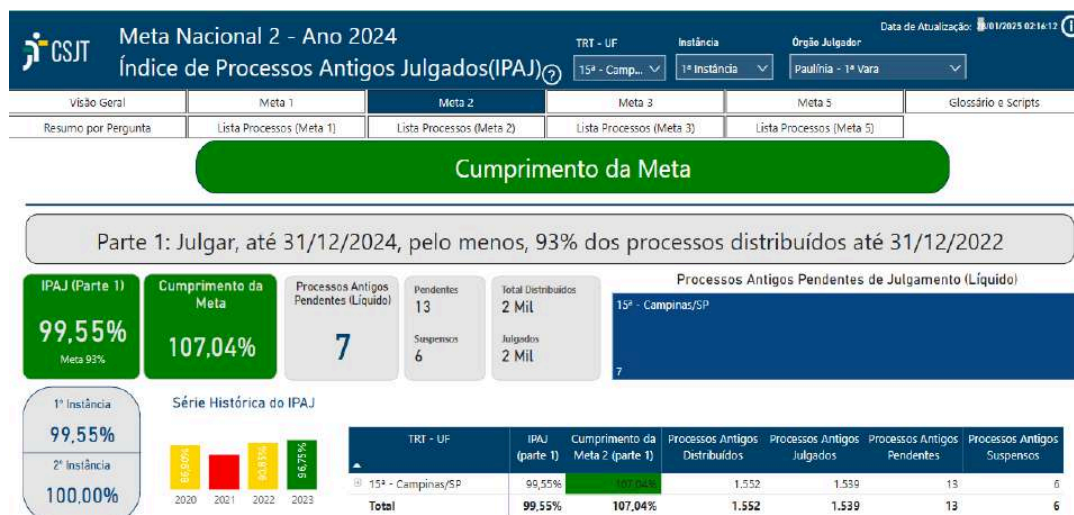 CSJT
Meta Nacional 2 - Ano 2024
Índice de Processos Antigos Julgados(IPAJ)
?
Data de Atualização: /01/2025 02:16:12
TRT - UF
Instância
Órgão Julgador
15ª - Camp...
1ª Instância
Paulínia - 1ª Vara
Visão Geral
Meta 1
Meta 2
Meta 3
Meta 5
Glossário e Scripts
Resumo por Pergunta
Lista Processos (Meta 1)
Lista Processos (Meta 2)
Lista Processos (Meta 3)
Lista Processos (Meta 5)
Cumprimento da Meta
Parte 1: Julgar, até 31/12/2024, pelo menos, 93% dos processos distribuídos até 31/12/2022
IPAJ (Parte 1)
99,55%
Meta 93%
Cumprimento da
Meta
107,04%
Processos Antigos
Pendentes (Líquido)
7
Pendentes
13
Suspensos
6
Total Distribuídos
2 Mil
Julgados
2 Mil
Processos Antigos Pendentes de Julgamento (Líquido)
15ª - Campinas/SP
7
1ª Instância
99,55%
2ª Instância
100,00%
Série Histórica do IPAJ
90,85%
96,75%
2020 2021 2022 2023
TRT - UF IPAJ (parte 1) Cumprimento da Meta 2 (parte 1) Processos Antigos Distribuídos Processos Antigos Julgados Processos Antigos Pendentes Processos Antigos Suspensos
15ª - Campinas/SP 99,55% 107,04% 1.552 1.539 13 6
Total 99,55% 107,04% 1.552 1.539 13 6